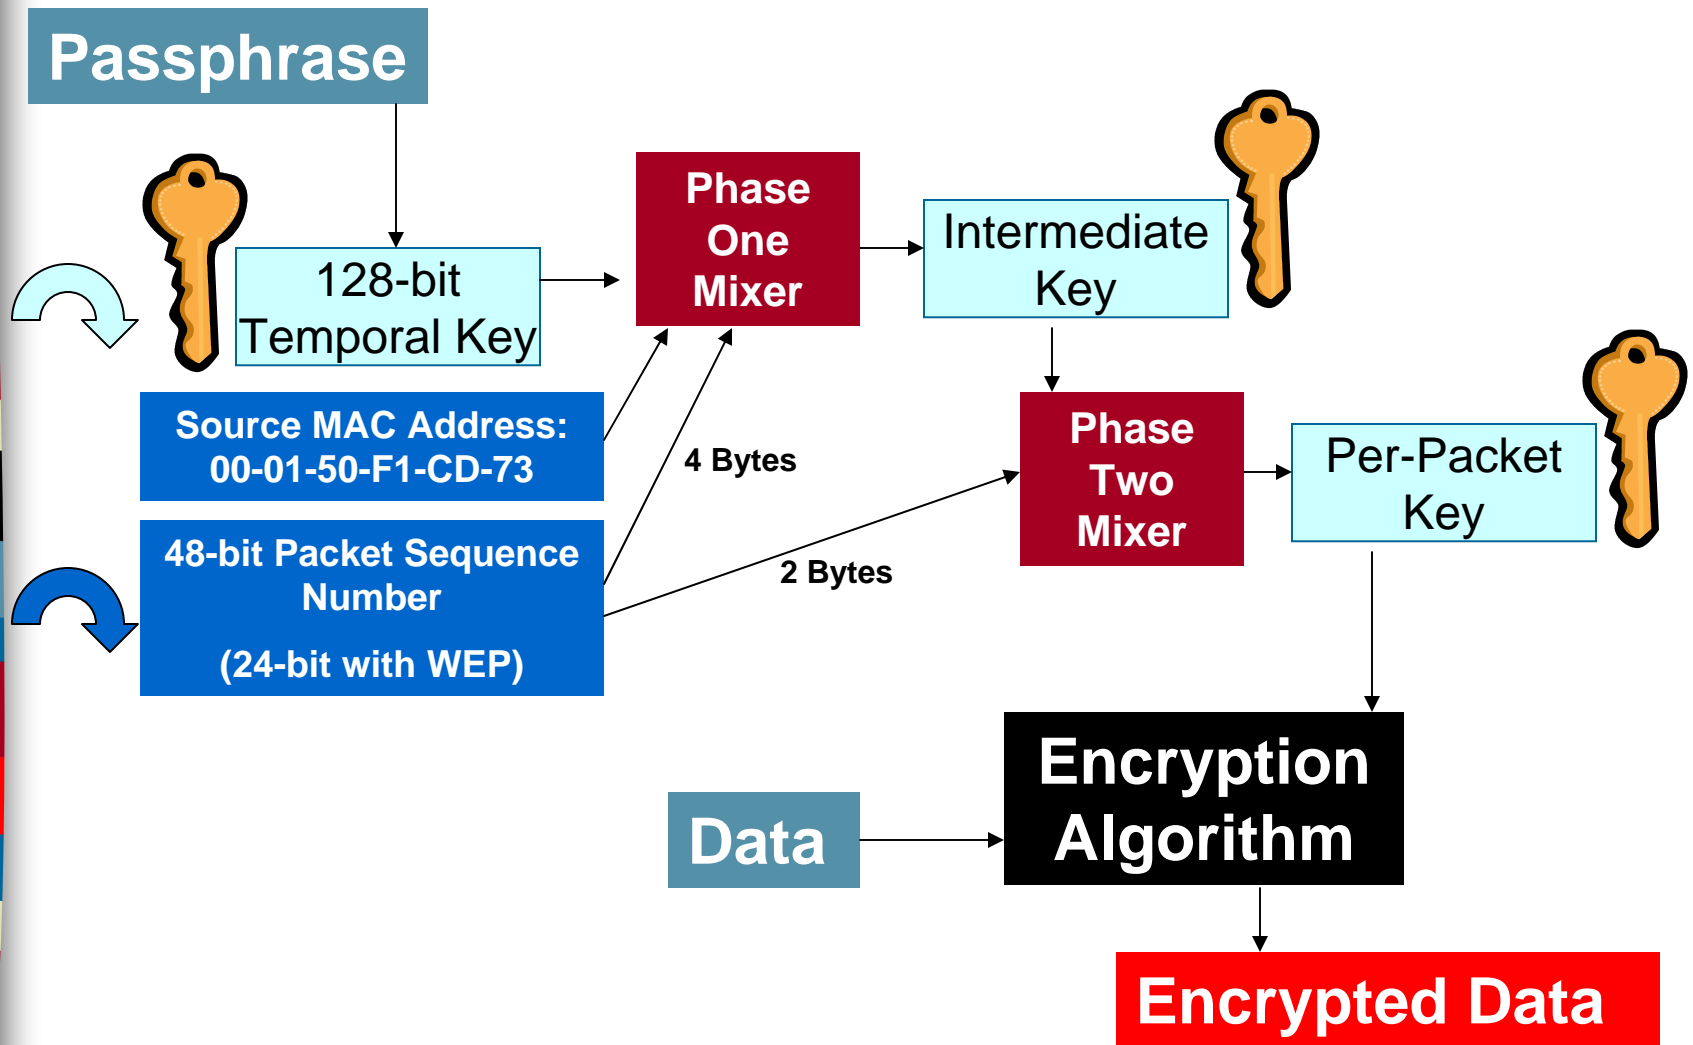 Passphrase
128-bit
Temporal Key
Phase
One
Mixer
Intermediate
Key
Source MAC Address:
00-01-50-F1-CD-73
4 Bytes
48-bit Packet Sequence
Number
(24-bit with WEP)
2 Bytes
Phase
Two
Mixer
Per-Packet
Key
Data
Encryption
Algorithm
Encrypted Data